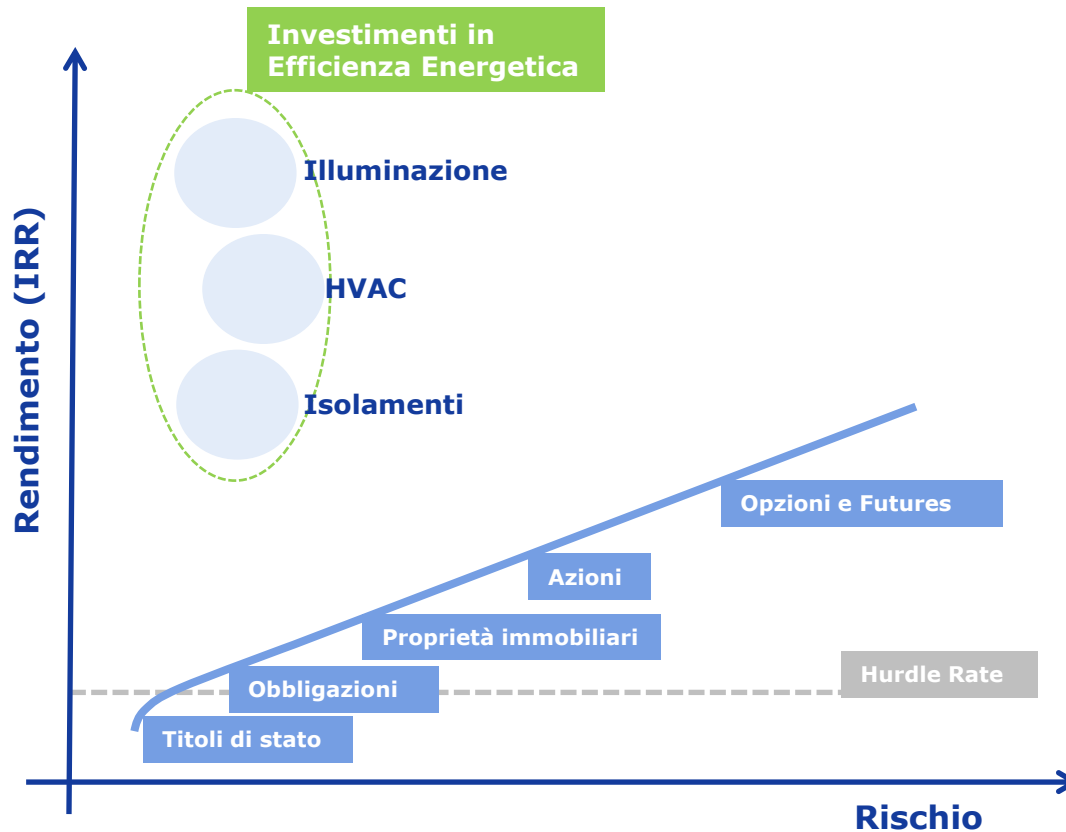 Investimenti in
Efficienza Energetica
Illuminazione
HVAC
Isolamenti
Rendimento (IRR)
Opzioni e Futures
Azioni
Proprietà immobiliari
Hurdle Rate
Obbligazioni
Titoli di stato
Rischio